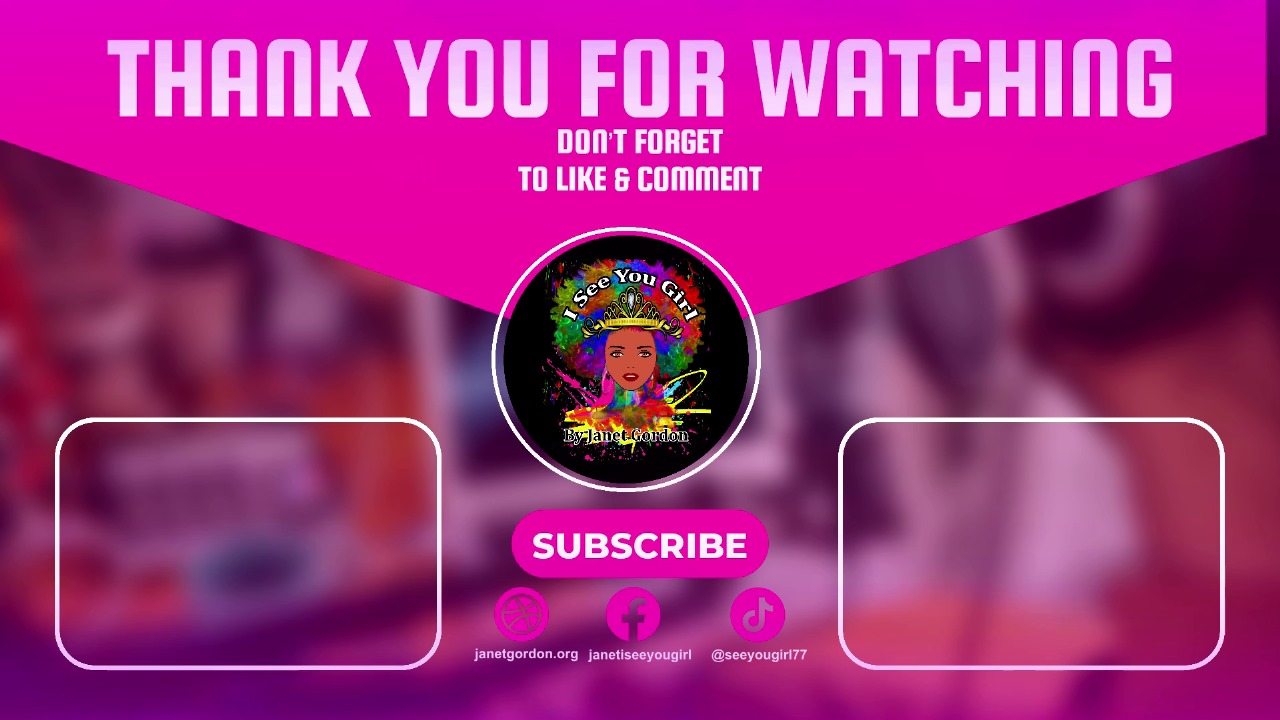 THANK YOU FOR WATCHING
DON'T FORGET
TO LIKE & COMMENT
I See You Girl
By Janet Gordon
SUBSCRIBE
janetgordon.org janetiseeyougirl @seeyougirl77